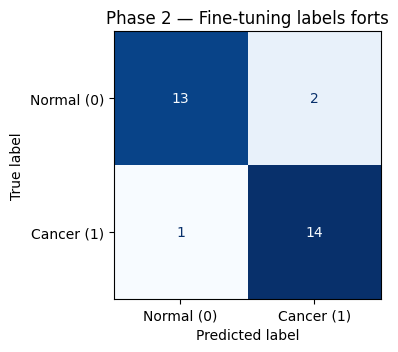 Phase 2 — Fine-tuning labels forts
True label
Normal (0)
13
2
Cancer (1)
1
14
Normal (0)
Cancer (1)
Predicted label